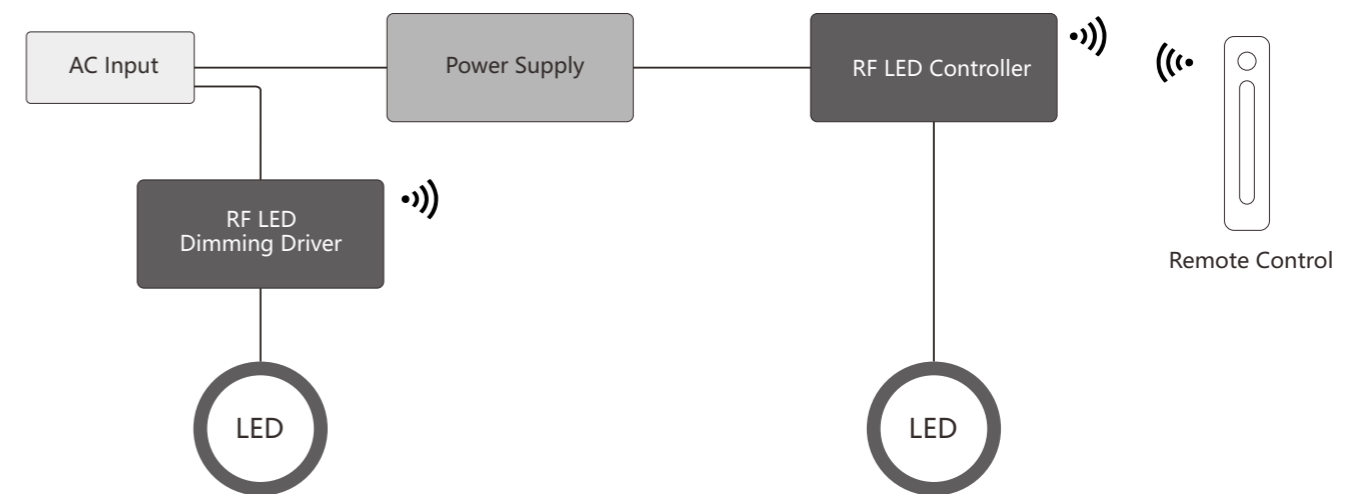 AC Input
Power Supply
RF LED Controller
RF LED
Dimming Driver
Remote Control
LED
LED